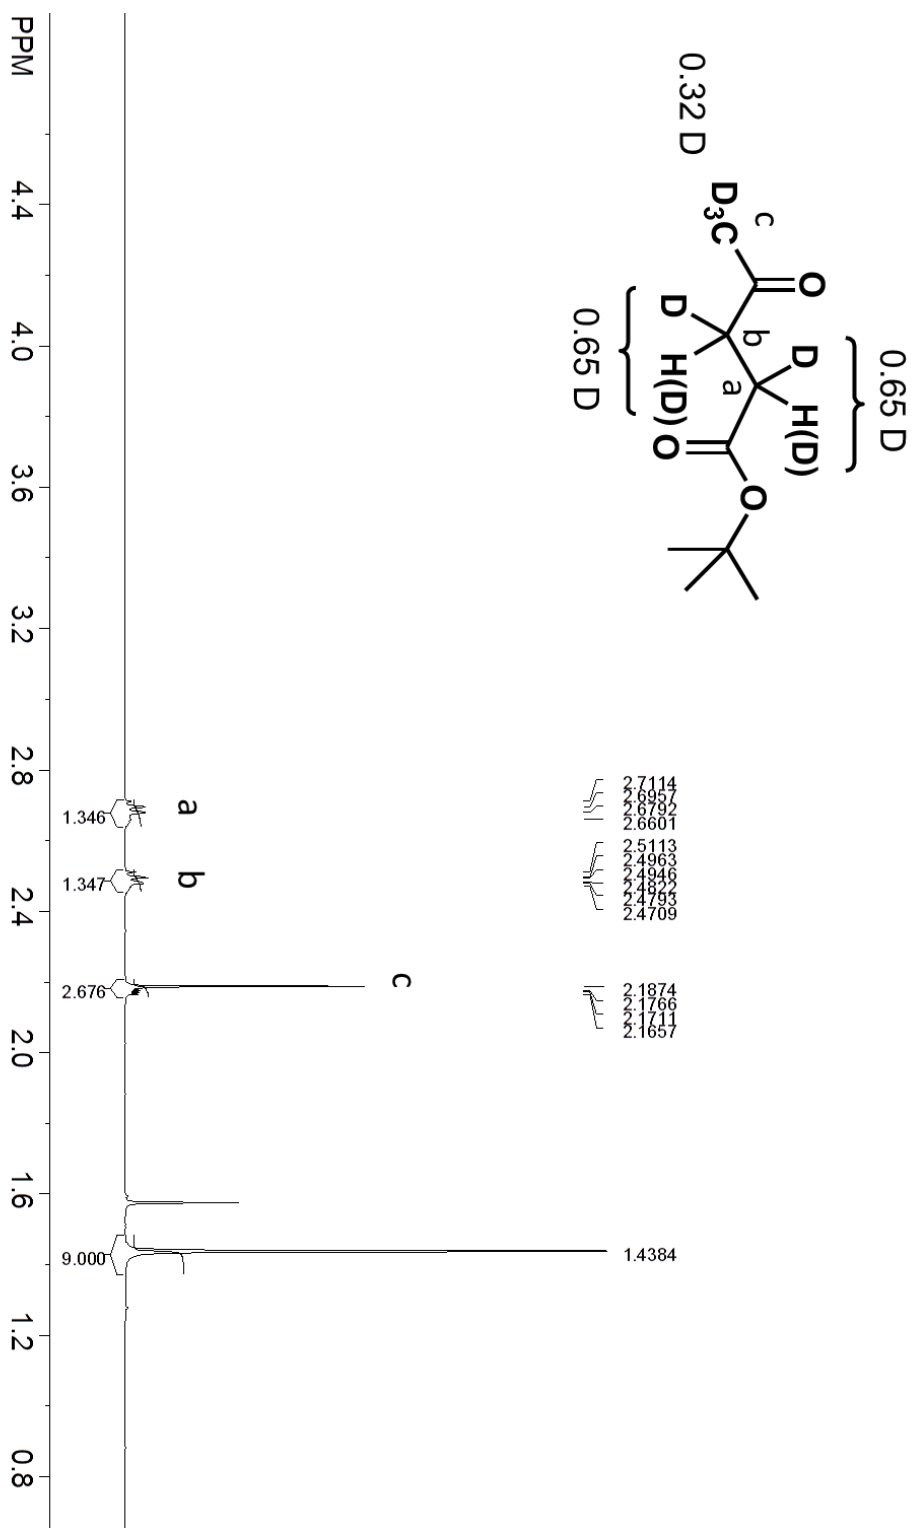 0.65 D
O
D
H(D)
c
b
a
D₃C
O
D
H(D)
O
0.32 D
0.65 D
2.7114
2.6957
2.6792
2.6601
2.5113
2.4963
2.4946
2.4822
2.4793
2.4709
2.1874
2.1766
2.1711
2.1657
1.4384
c
a
b
1.346
1.347
2.676
9.000
PPM 4.4 4.0 3.6 3.2 2.8 2.4 2.0 1.6 1.2 0.8